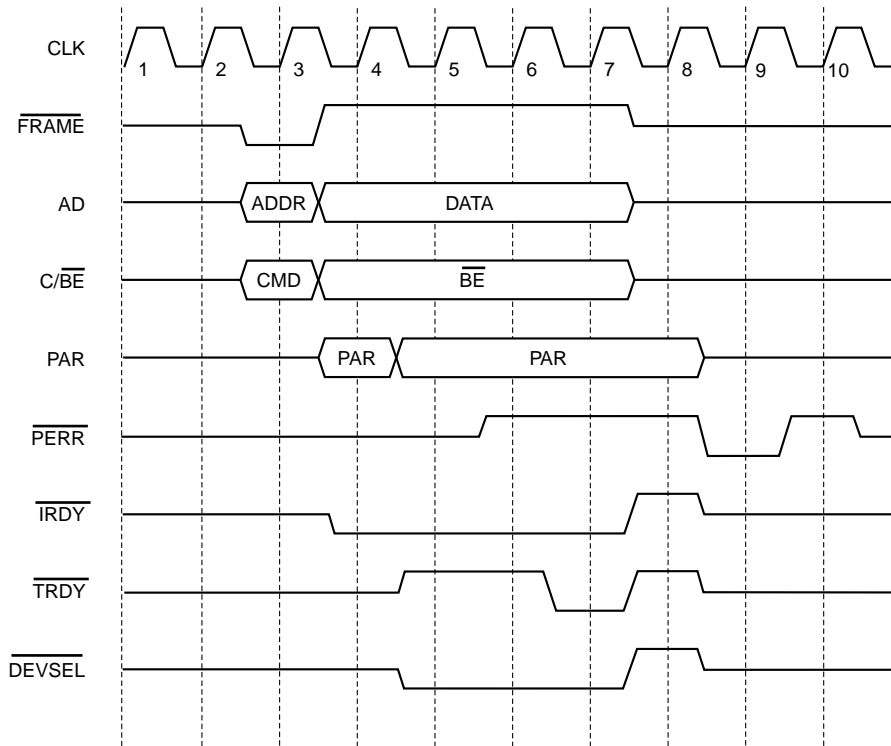 CLK
1 2 3 4 5 6 7 8 9 10
FRAME
AD
ADDR DATA
C/BE
CMD BE
PAR
PAR PAR
PERR
IRDY
TRDY
DEVSEL